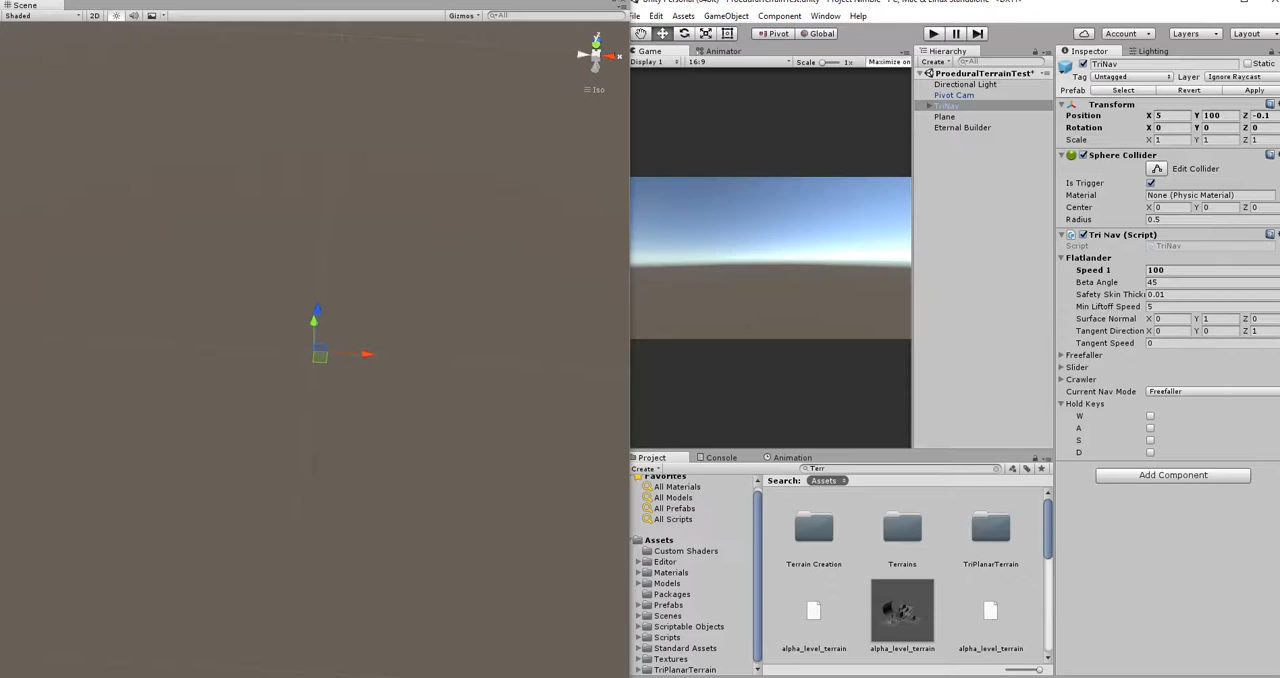 Scene
Shaded
2D
Gizmos
All
Iso
Edit Assets GameObject Component Window Help
Pivot Global
Account Layers Layout
Game Animator
Display 1 16:9 Scale 1x Maximize on
Hierarchy
Create All
ProeduralTerrainTest*
Directional Light
Pivot Cam
TriNav
Plane
Eternal Builder
Inspector Lighting
TriNav Static
Tag Untagged Layer Ignore Raycast
Prefab Select Revert Apply
Transform
Position X 5 Y 100 Z -0.1
Rotation X 0 Y 0 Z 0
Scale X 1 Y 1 Z 1
Sphere Collider
Edit Collider
Is Trigger
Material None (Physic Material)
Center X 0 Y 0 Z 0
Radius 0.5
Tri Nav (Script)
Script TriNav
Flatlander
Speed 1 100
Beta Angle 45
Safety Skin Thick 0.01
Min Liftoff Speed 5
Surface Normal X 0 Y 1 Z 0
Tangent Direction X 0 Y 0 Z 1
Tangent Speed 0
Freefaller
Slider
Crawler
Current Nav Mode Freefaller
Hold Keys
W
A
S
D
Add Component
Project Console Animation
Create Terr
Favorites
All Materials
All Models
All Prefabs
All Scripts
Assets
Custom Shaders
Editor
Materials
Models
Packages
Prefabs
Scenes
Scriptable Objects
Scripts
Standard Assets
Textures
TriPlanarTerrain
Search: Assets
Terrain Creation Terrains TriPlanarTerrain
alpha_level_terrain alpha_level_terrain alpha_level_terrain